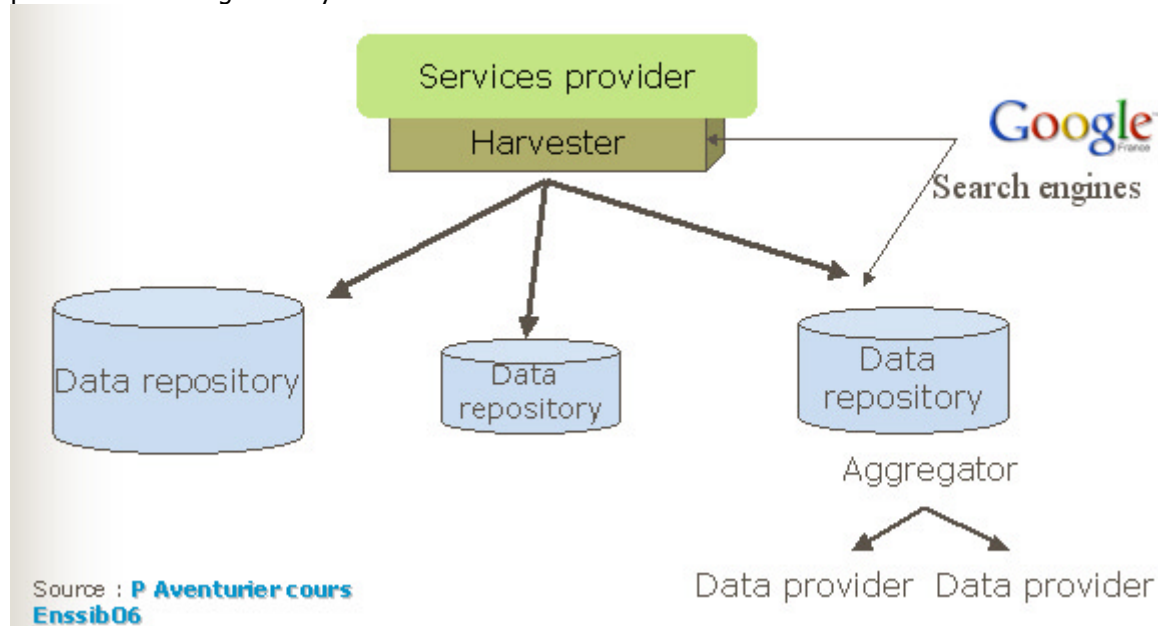 Services provider
Harvester
Google
France
Search engines
Data repository
Data
repository
Data
repository
Aggregator
Data provider Data provider
Source : P Aventurier cours
Enssib06